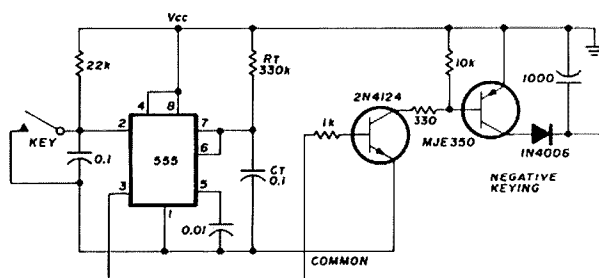 Vcc
22k
RT
330k
10k
1000
4
8
2N4124
KEY
2
7
1k
330
0.1
6
555
MJE350
1N4006
3
5
CT
0.1
NEGATIVE
KEYING
1
0.01
COMMON